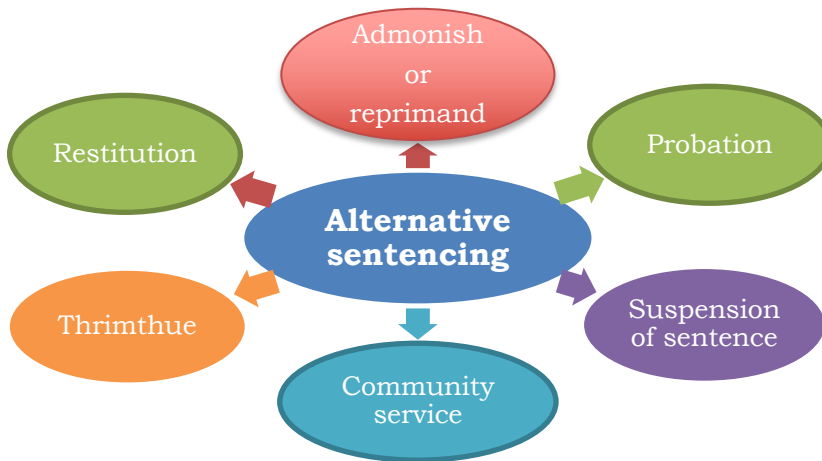 Admonish
or
reprimand
Restitution
Probation
Alternative
sentencing
Thrimthue
Suspension
of sentence
Community
service